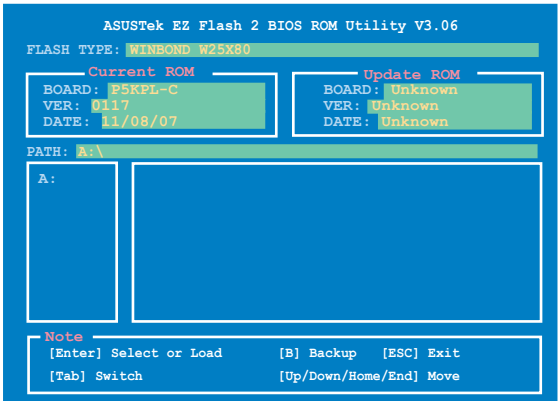 ASUSTek EZ Flash 2 BIOS ROM Utility V3.06
FLASH TYPE: WINBOND W25X80
Current ROM
BOARD: P5KPL-C
VER: 0117
DATE: 11/08/07
Update ROM
BOARD: Unknown
VER: Unknown
DATE: Unknown
PATH: A:\
A:
Note
[Enter] Select or Load [B] Backup [ESC] Exit
[Tab] Switch [Up/Down/Home/End] Move